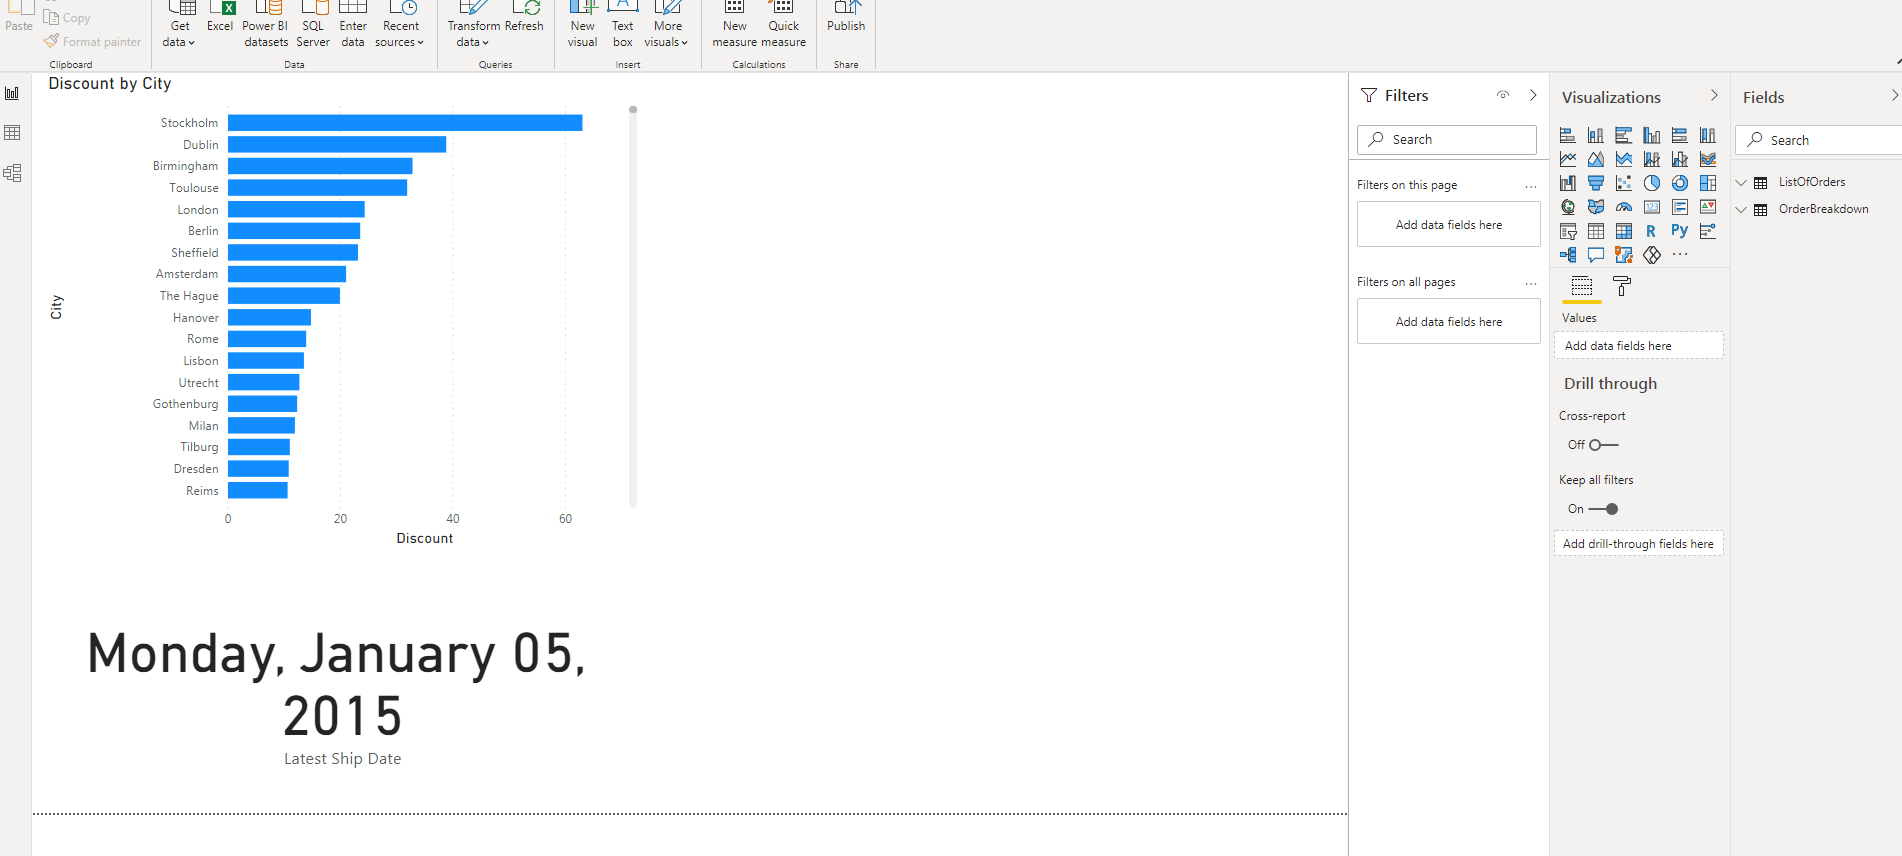 Paste
Copy
Format painter
Clipboard
Get data
Excel
Power BI datasets
SQL Server
Enter data
Recent sources
Data
Transform data
Refresh
Queries
New visual
Text box
More visuals
Insert
New measure
Quick measure
Calculations
Publish
Share
Discount by City
City
Stockholm
Dublin
Birmingham
Toulouse
London
Berlin
Sheffield
Amsterdam
The Hague
Hanover
Rome
Lisbon
Utrecht
Gothenburg
Milan
Tilburg
Dresden
Reims
0 20 40 60
Discount
Monday, January 05,
2015
Latest Ship Date
Filters
Search
Filters on this page
...
Add data fields here
Filters on all pages
...
Add data fields here
Visualizations
123
R
Py
...
Values
Add data fields here
Drill through
Cross-report
Off
Keep all filters
On
Add drill-through fields here
Fields
Search
ListOfOrders
OrderBreakdown